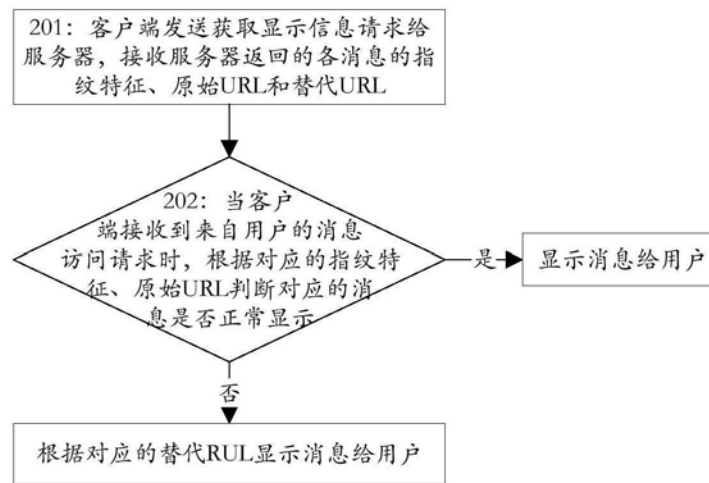 201：客户端发送获取显示信息请求给
服务器，接收服务器返回的各消息的指
纹特征、原始URL和替代URL
202：当客户
端接收到来自用户的消息
访问请求时，根据对应的指纹特
征、原始URL判断对应的消
息是否正常显示
是
显示消息给用户
否
根据对应的替代RUL显示消息给用户